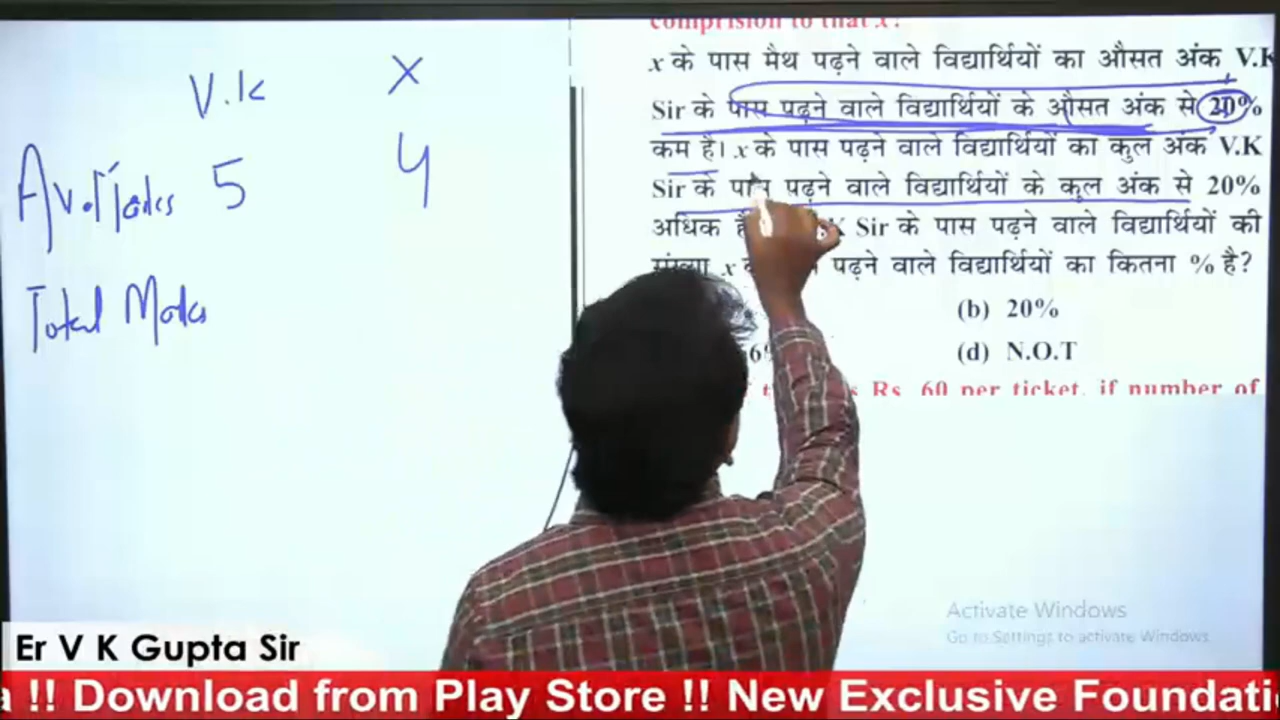 V.k X
Av. Marks 5 4
Total Marks
comprision to that x?
x के पास मैथ पढ़ने वाले विद्यार्थियों का औसत अंक V.K
Sir के पास पढ़ने वाले विद्यार्थियों के औसत अंक से 20%
कम है। x के पास पढ़ने वाले विद्यार्थियों का कुल अंक V.K
Sir के पास पढ़ने वाले विद्यार्थियों के कुल अंक से 20%
अधिक Sir के पास पढ़ने वाले विद्यार्थियों की
संख्या x पढ़ने वाले विद्यार्थियों का कितना % है?
(b) 20%
(d) N.O.T
Rs. 60 per ticket, if number of
Activate Windows
Go to Settings to activate Windows.
Er V K Gupta Sir
a !! Download from Play Store !! New Exclusive Foundati